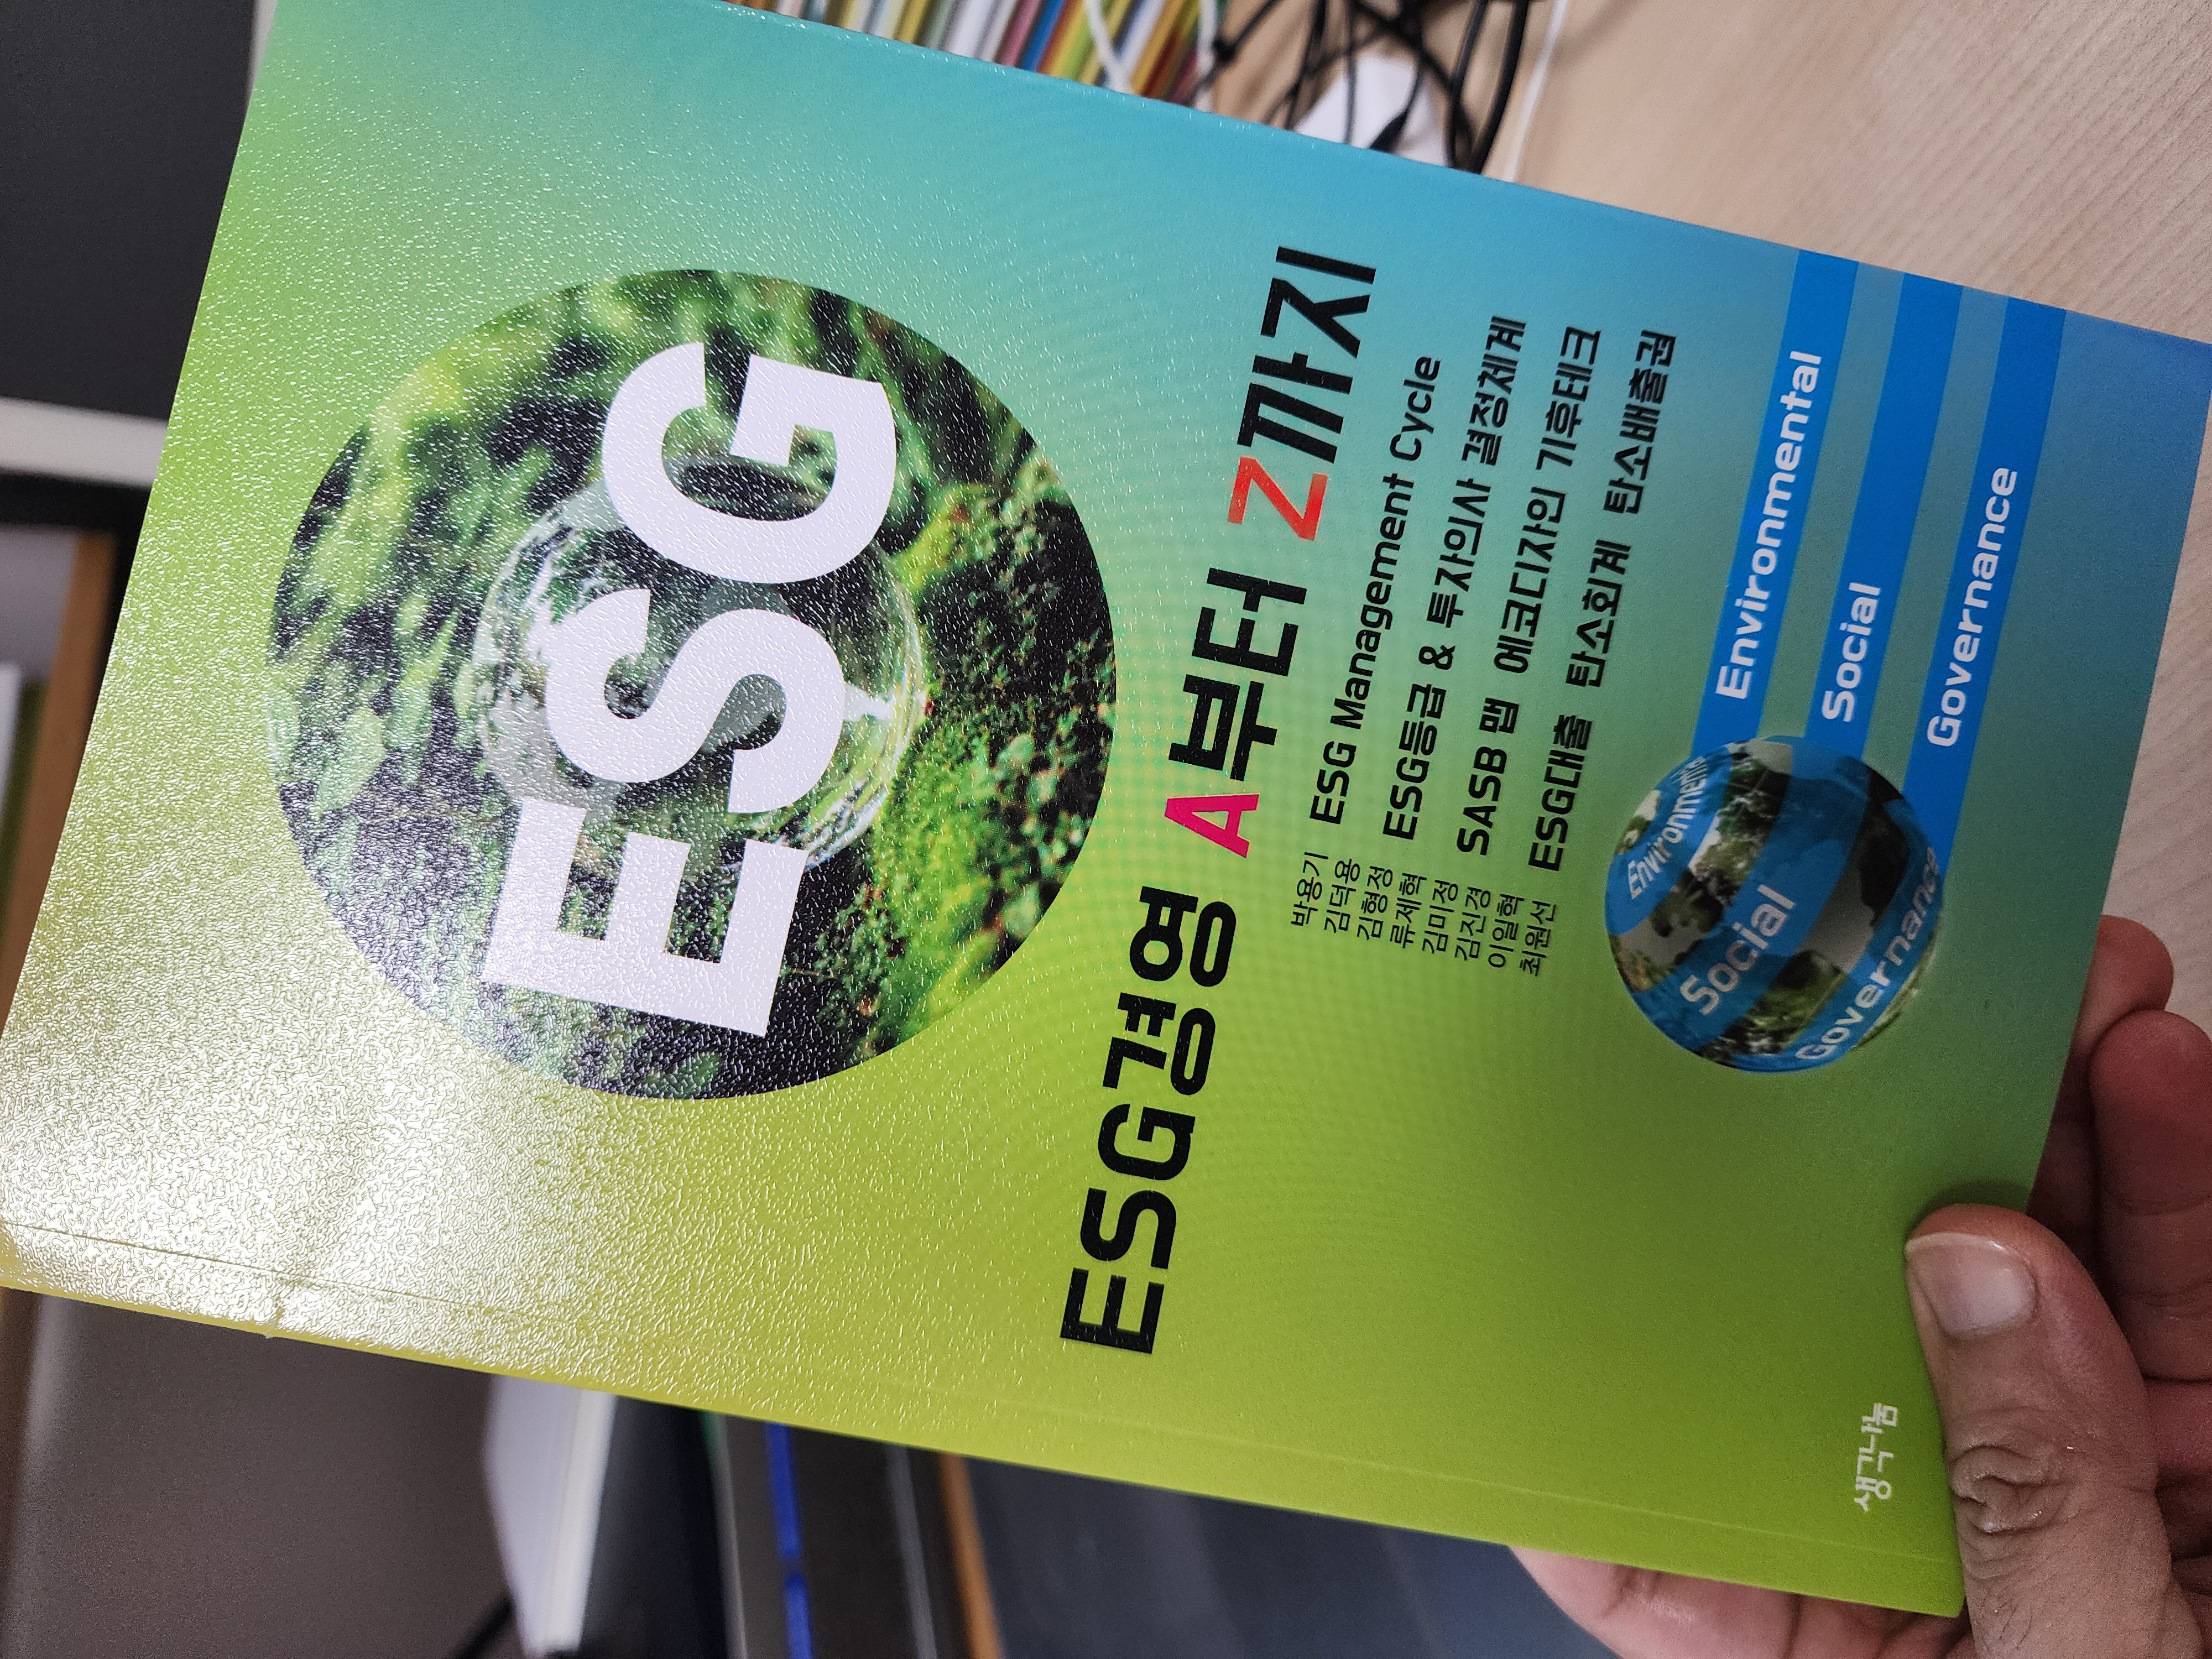 ESG
ESG경영 A부터 Z까지
박용기
김덕용
김형정
류제혁
김미정
김진경
이일혁
최원선
ESG Management Cycle
ESG등급 & 투자의사 결정체계
SASB 맵 에코디자인 기후테크
ESG대출 탄소회계 탄소배출권
Environmental
Social
Governance
Environmental
Social
Governance
생각나눔